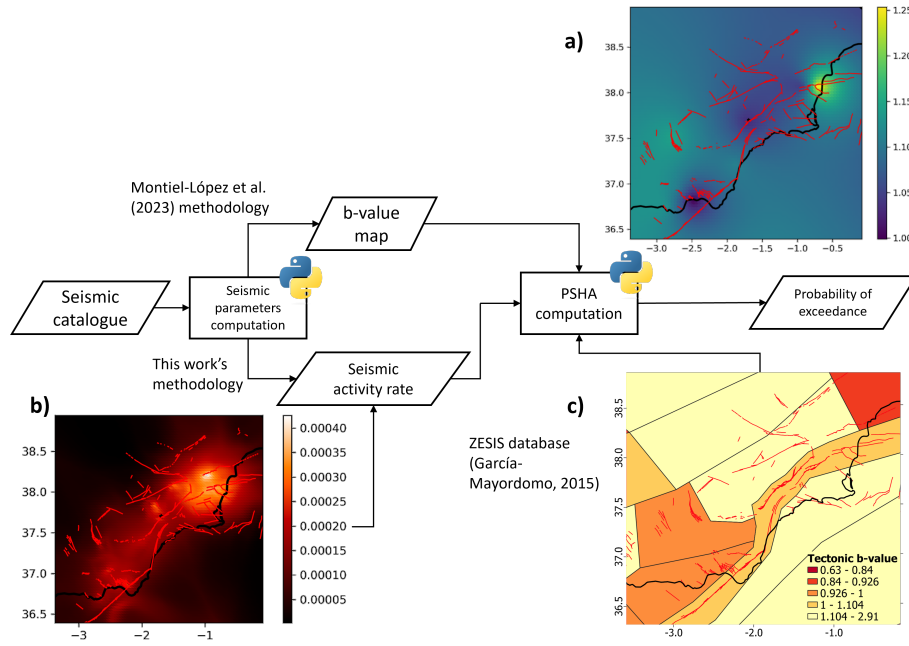 a)
38.5
38.0
37.5
37.0
36.5
−3.0
−2.5
−2.0
−1.5
−1.0
−0.5
1.25
1.20
1.15
1.10
1.05
1.00
Montiel-López et al.
(2023) methodology
b-value
map
Seismic
catalogue
Seismic
parameters
computation
PSHA
computation
Probability of
exceedance
This work's
methodology
Seismic
activity rate
b)
38.5
38.0
37.5
37.0
36.5
−3
−2
−1
0.00040
0.00035
0.00030
0.00025
0.00020
0.00015
0.00010
0.00005
ZESIS database
(García-
Mayordomo, 2015)
c)
38.5
38.0
37.5
37.0
36.5
-3.0
-2.0
-1.0
Tectonic b-value
0.63 - 0.84
0.84 - 0.926
0.926 - 1
1 - 1.104
1.104 - 2.91